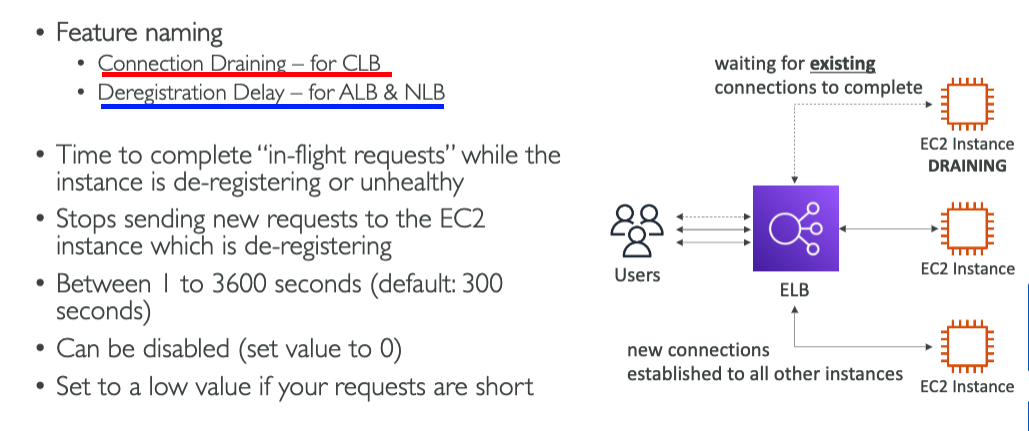 • Feature naming
• Connection Draining – for CLB
• Deregistration Delay – for ALB & NLB
• Time to complete “in-flight requests” while the
instance is de-registering or unhealthy
• Stops sending new requests to the EC2
instance which is de-registering
• Between 1 to 3600 seconds (default: 300
seconds)
• Can be disabled (set value to 0)
• Set to a low value if your requests are short
waiting for existing
connections to complete
EC2 Instance
DRAINING
Users
ELB
EC2 Instance
new connections
established to all other instances
EC2 Instance